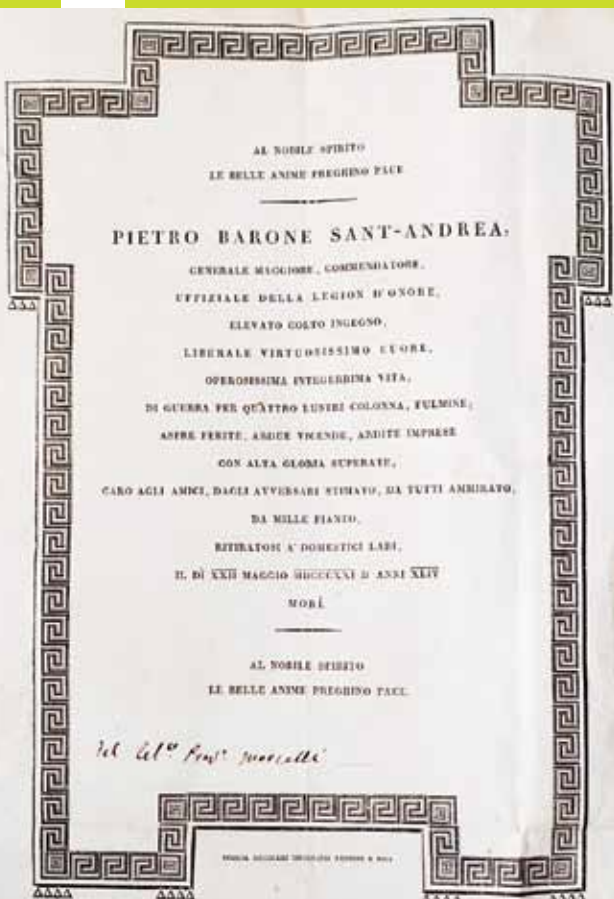 AL NOBILE SPIRITO
LE BELLE ANIME PREGHINO PACE
PIETRO BARONE SANT-ANDREA,
GENERALE MAGGIORE, COMMENDATORE,
UFFIZIALE DELLA LEGION D'ONORE,
ELEVATO COLTO INGEGNO,
LIBERALE VIRTUOSISSIMO CUORE,
OPEROSISSIMA INTEGERRIMA VITA,
DI GUERRA PER QUATTRO LUSTRI COLONNA, FULMINE;
ASPRE FERITE, ARDUE VICENDE, ARDITE IMPRESE
CON ALTA GLORIA SUPERATE,
CARO AGLI AMICI, DAGLI AVVERSARI STIMATO, DA TUTTI AMMIRATO,
DA MILLE PIANTO,
RITIRATOSI A' DOMESTICI LARI,
IL DÌ XXII MAGGIO MDCCCXXI D'ANNI XLIV
MORÌ
AL NOBILE SPIRITO
LE BELLE ANIME PREGHINO PACE.